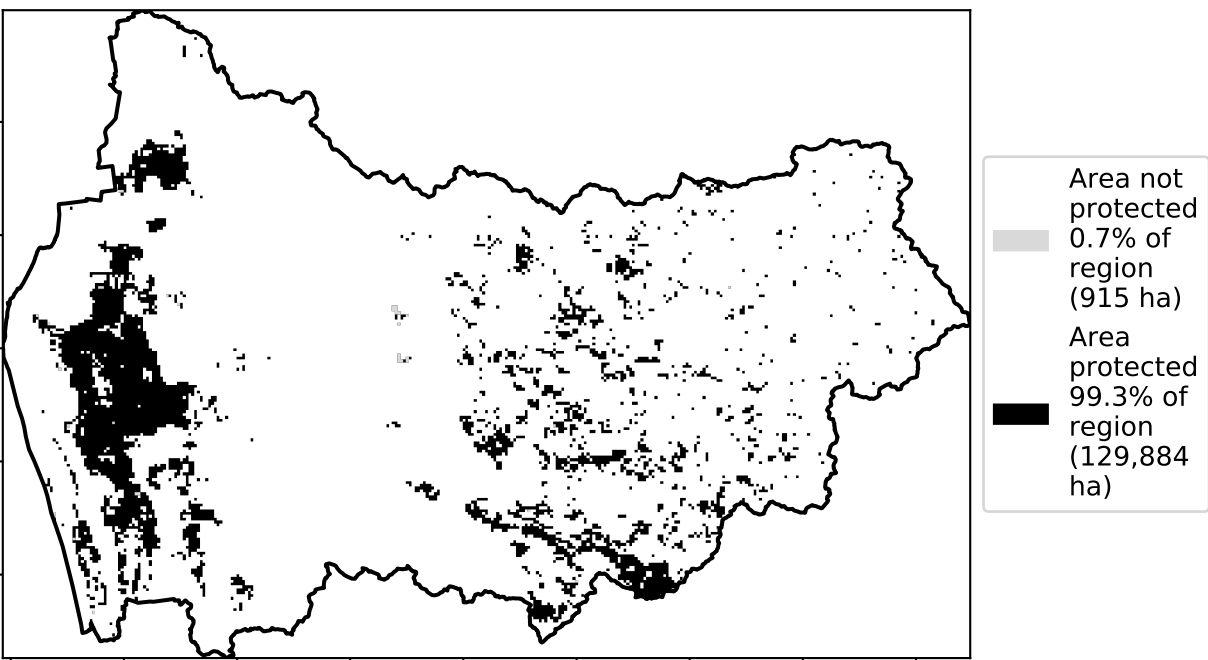 Area not
protected
0.7% of
region
(915 ha)
Area
protected
99.3% of
region
(129,884
ha)